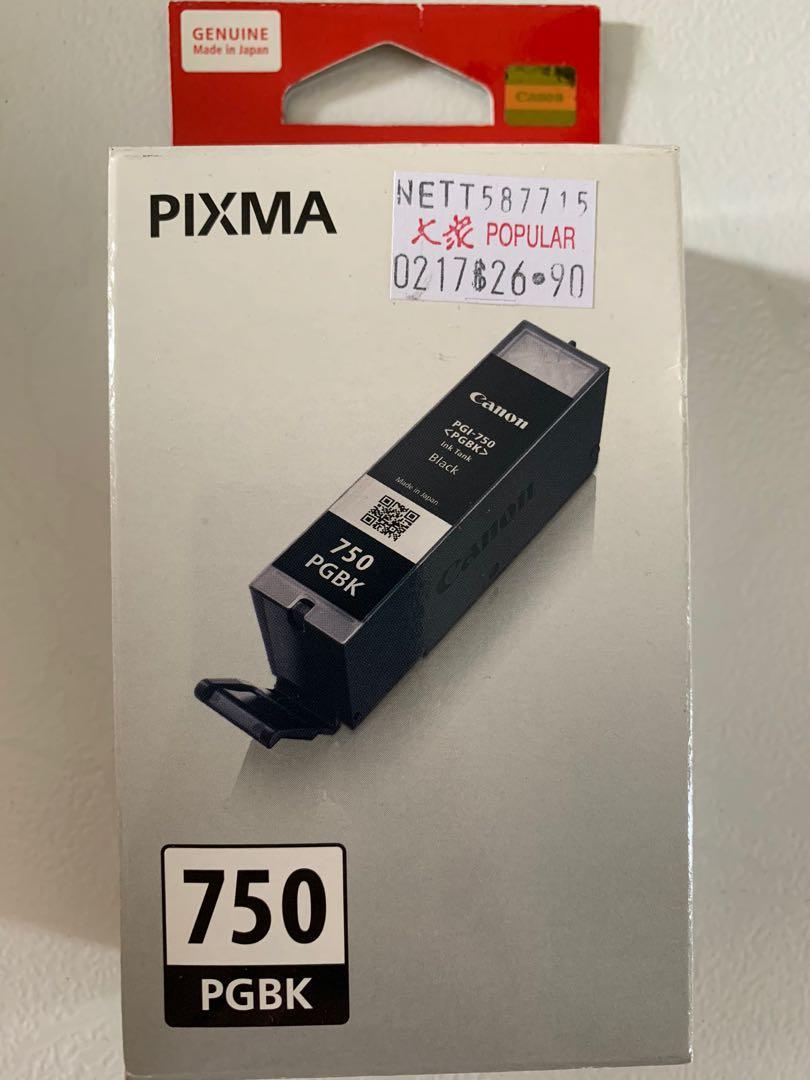 GENUINE
Made in Japan
Canon
PIXMA
NETT587715
大衆 POPULAR
0217$26.90
Canon
PGI-750
<PGBK>
Ink Tank
Black
Made in Japan
750
PGBK
Canon
750
PGBK